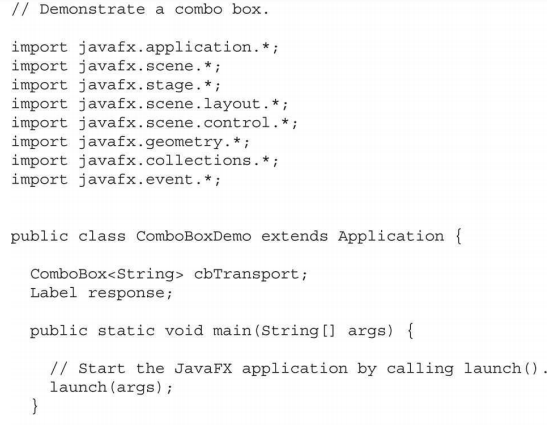 // Demonstrate a combo box.
import javafx.application.*;
import javafx.scene.*;
import javafx.stage.*;
import javafx.scene.layout.*;
import javafx.scene.control.*;
import javafx.geometry.*;
import javafx.collections.*;
import javafx.event.*;
public class ComboBoxDemo extends Application {
ComboBox<String> cbTransport;
Label response;
public static void main(String[] args) {
// Start the JavaFX application by calling launch().
launch(args);
}